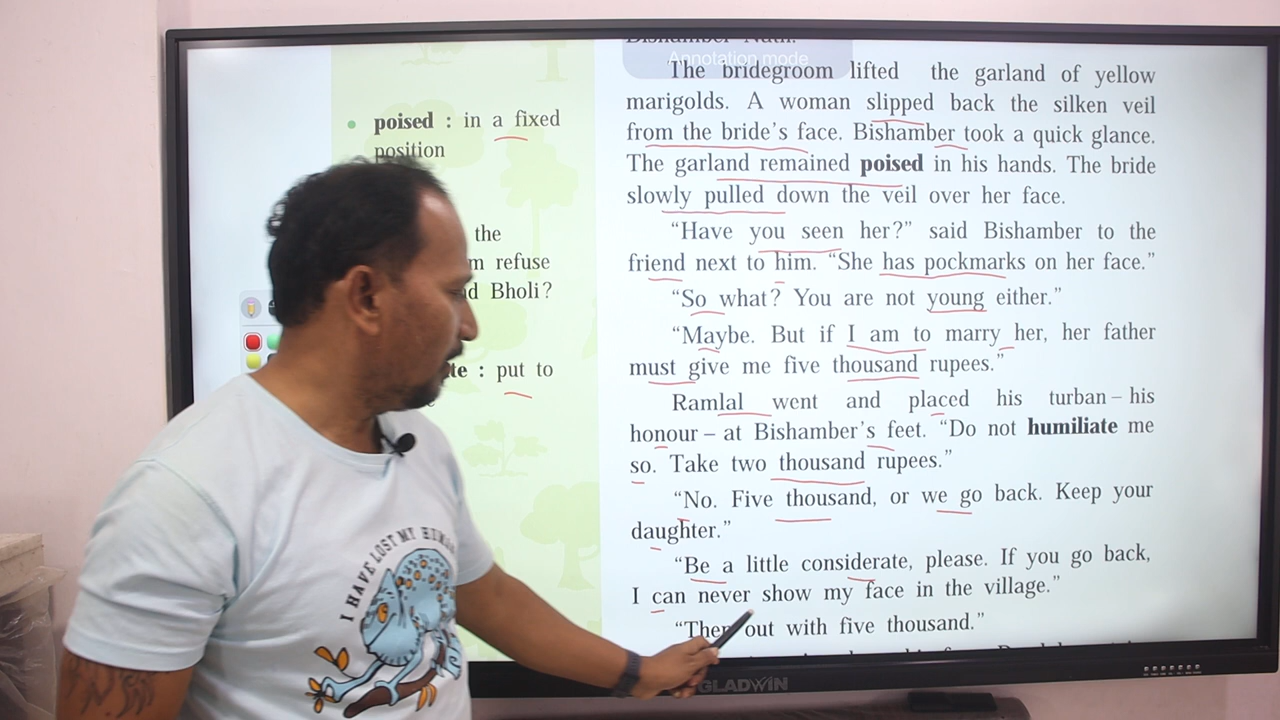 Annotation mode
The bridegroom lifted the garland of yellow
marigolds. A woman slipped back the silken veil
from the bride's face. Bishamber took a quick glance.
The garland remained poised in his hands. The bride
slowly pulled down the veil over her face.
“Have you seen her?” said Bishamber to the
friend next to him. “She has pockmarks on her face.”
“So what? You are not young either.”
“Maybe. But if I am to marry her, her father
must give me five thousand rupees.”
Ramlal went and placed his turban – his
honour – at Bishamber's feet. “Do not humiliate me
so. Take two thousand rupees.”
“No. Five thousand, or we go back. Keep your
daughter.”
“Be a little considerate, please. If you go back,
I can never show my face in the village.”
“Then out with five thousand.”
poised : in a fixed
position
the
refuse
Bholi?
: put to
I HAVE LOST MY
GLADWIN